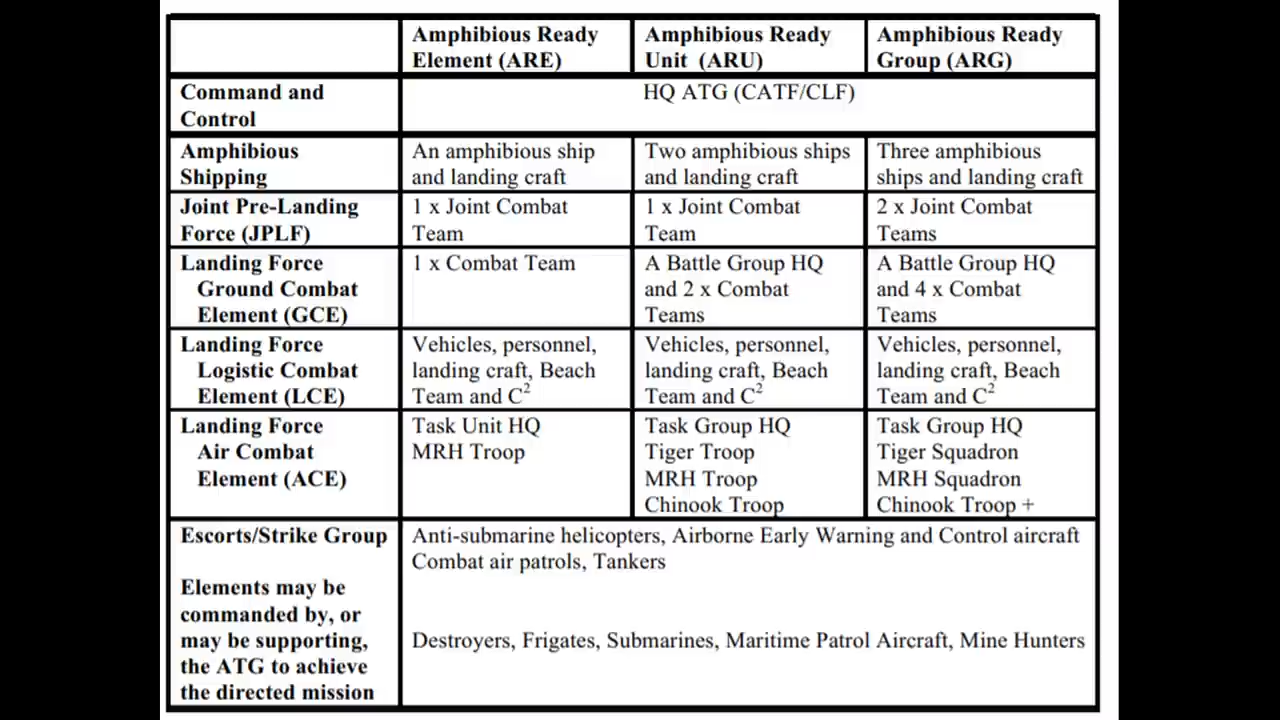 Amphibious Ready Element (ARE)
Amphibious Ready Unit (ARU)
Amphibious Ready Group (ARG)
Command and Control
HQ ATG (CATF/CLF)
Amphibious Shipping
An amphibious ship and landing craft
Two amphibious ships and landing craft
Three amphibious ships and landing craft
Joint Pre-Landing Force (JPLF)
1 x Joint Combat Team
1 x Joint Combat Team
2 x Joint Combat Teams
Landing Force Ground Combat Element (GCE)
1 x Combat Team
A Battle Group HQ and 2 x Combat Teams
A Battle Group HQ and 4 x Combat Teams
Landing Force Logistic Combat Element (LCE)
Vehicles, personnel, landing craft, Beach Team and C²
Vehicles, personnel, landing craft, Beach Team and C²
Vehicles, personnel, landing craft, Beach Team and C²
Landing Force Air Combat Element (ACE)
Task Unit HQ
MRH Troop
Task Group HQ
Tiger Troop
MRH Troop
Chinook Troop
Task Group HQ
Tiger Squadron
MRH Squadron
Chinook Troop +
Escorts/Strike Group
Elements may be commanded by, or may be supporting, the ATG to achieve the directed mission
Anti-submarine helicopters, Airborne Early Warning and Control aircraft
Combat air patrols, Tankers
Destroyers, Frigates, Submarines, Maritime Patrol Aircraft, Mine Hunters